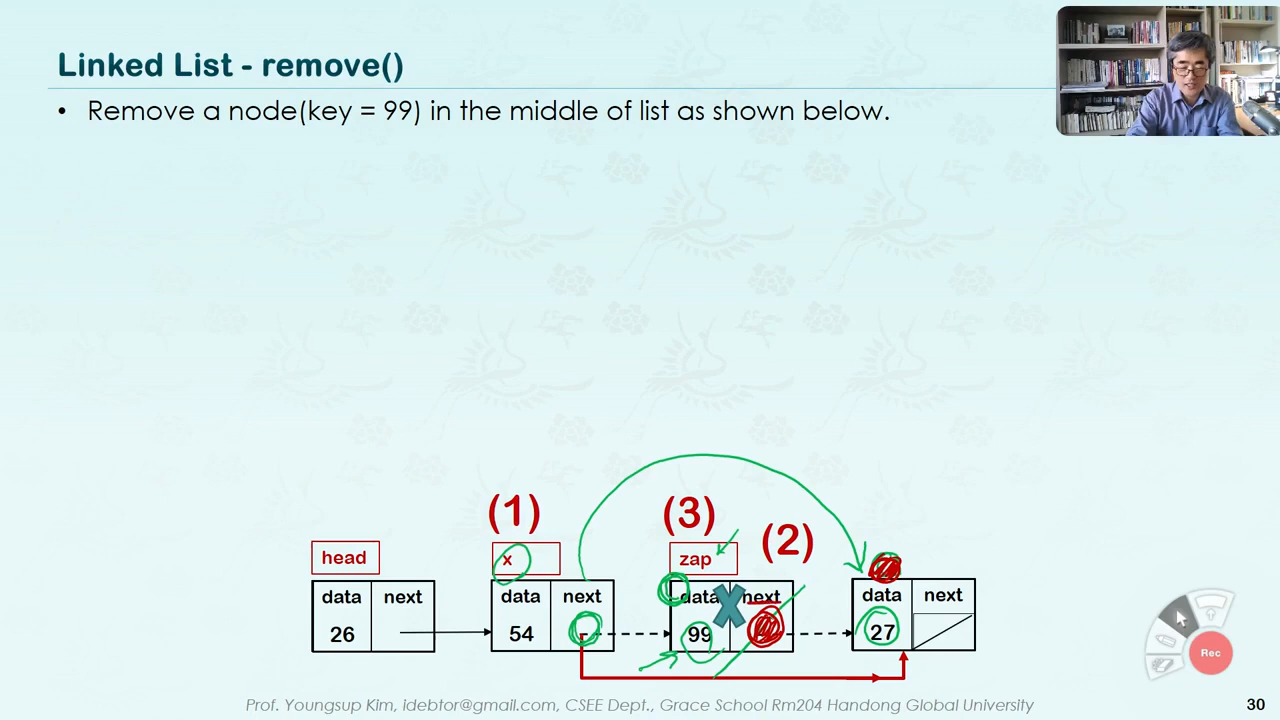 Linked List - remove()
• Remove a node(key = 99) in the middle of list as shown below.
(1) (3) (2)
head x zap
data next data next data next data next
26 54 99 27
Rec
Prof. Youngsup Kim, Idebtor@gmail.com, CSEE Dept., Grace School Rm204 Handong Global University
30